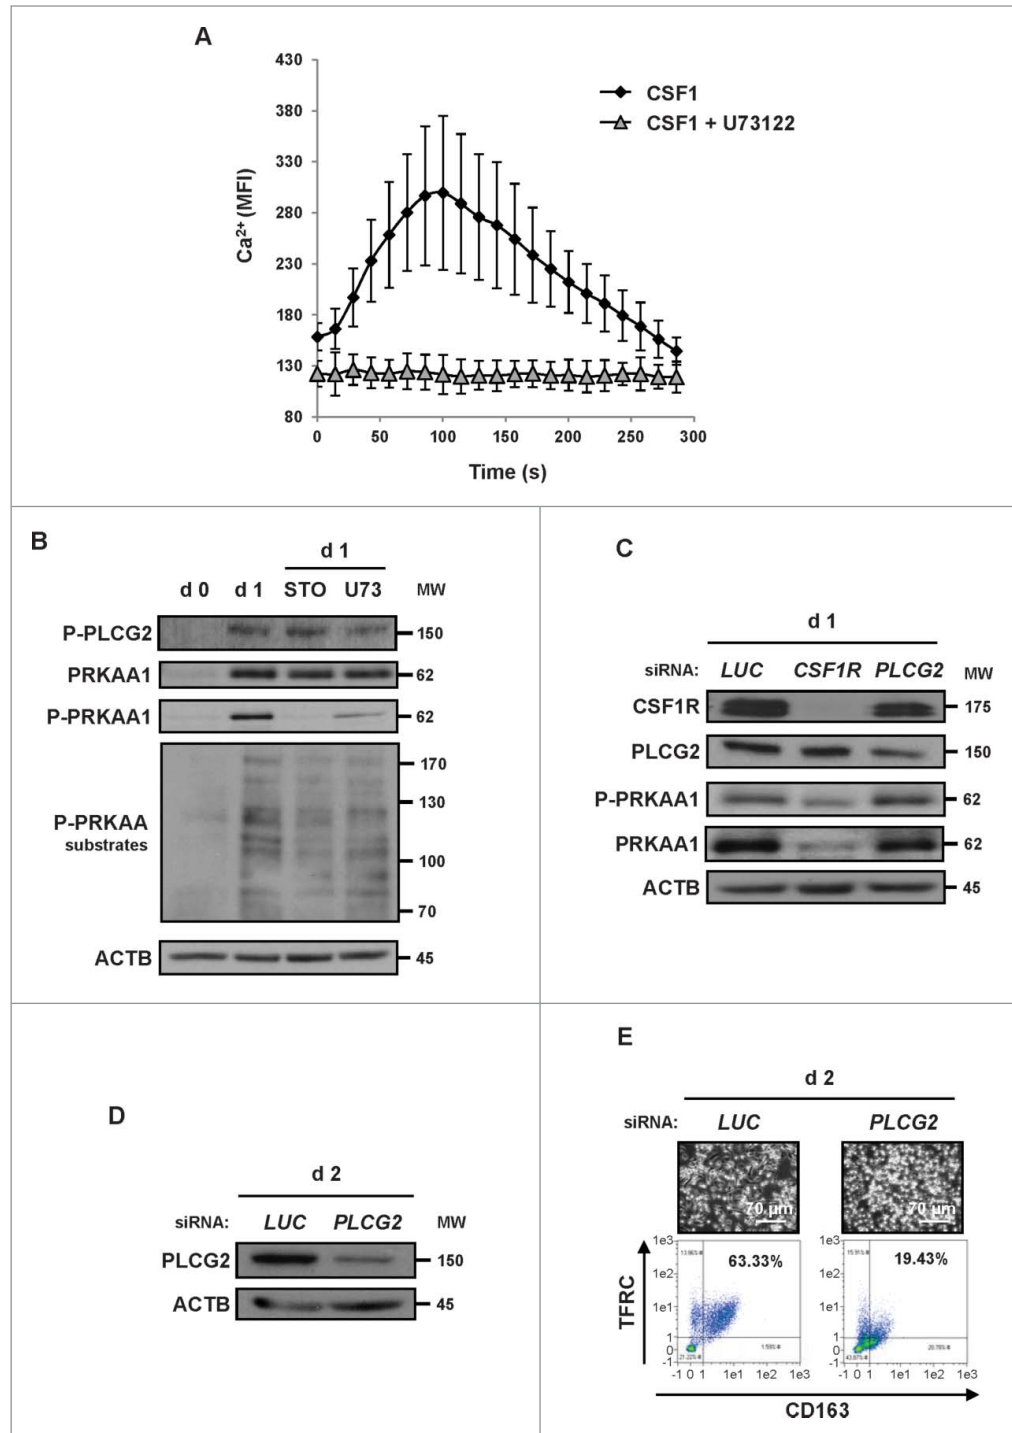 A
430
380
330
280
230
180
130
80
Ca2+ (MFI)
CSF1
CSF1 + U73122
0 50 100 150 200 250 300
Time (s)
B
d 1
d 0 d 1 STO U73 MW
P-PLCG2 150
PRKAA1 62
P-PRKAA1 62
P-PRKAA
substrates
170
130
100
70
ACTB 45
C
d 1
siRNA: LUC CSF1R PLCG2 MW
CSF1R 175
PLCG2 150
P-PRKAA1 62
PRKAA1 62
ACTB 45
D
d 2
siRNA: LUC PLCG2 MW
PLCG2 150
ACTB 45
E
d 2
siRNA: LUC PLCG2
70 µm 70 µm
TFRC
1e3
1e2
1e1
1
0
-1
63.33%
-1 0 1 1e1 1e2 1e3
1e3
1e2
1e1
1
0
-1
19.43%
-1 0 1 1e1 1e2 1e3
CD163